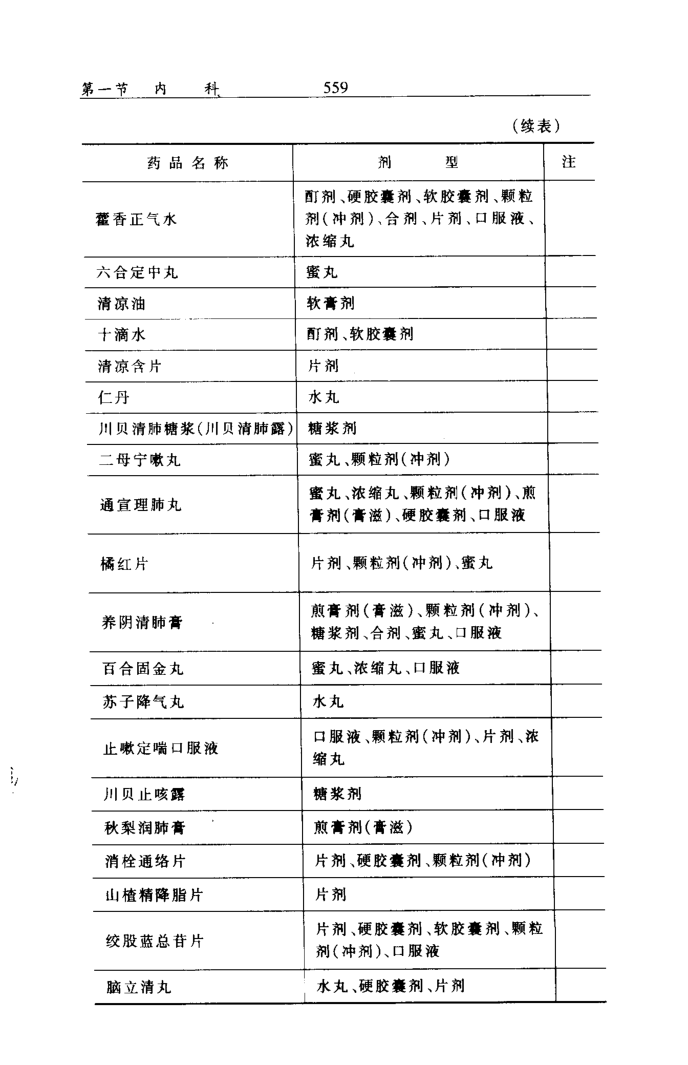 第一节 内 科 559
(续表)
药品名称 剂 型 注
藿香正气水 酊剂、硬胶囊剂、软胶囊剂、颗粒
剂(冲剂)、合剂、片剂、口服液、
浓缩丸
六合定中丸 蜜丸
清凉油 软膏剂
十滴水 酊剂、软胶囊剂
清凉含片 片剂
仁丹 水丸
川贝清肺糖浆(川贝清肺露) 糖浆剂
二母宁嗽丸 蜜丸、颗粒剂(冲剂)
通宣理肺丸 蜜丸、浓缩丸、颗粒剂(冲剂)、煎
膏剂(膏滋)、硬胶囊剂、口服液
橘红片 片剂、颗粒剂(冲剂)、蜜丸
养阴清肺膏 煎膏剂(膏滋)、颗粒剂(冲剂)、
糖浆剂、合剂、蜜丸、口服液
百合固金丸 蜜丸、浓缩丸、口服液
苏子降气丸 水丸
止嗽定喘口服液 口服液、颗粒剂(冲剂)、片剂、浓
缩丸
川贝止咳露 糖浆剂
秋梨润肺膏 煎膏剂(膏滋)
消栓通络片 片剂、硬胶囊剂、颗粒剂(冲剂)
山楂精降脂片 片剂
绞股蓝总苷片 片剂、硬胶囊剂、软胶囊剂、颗粒
剂(冲剂)、口服液
脑立清丸 水丸、硬胶囊剂、片剂